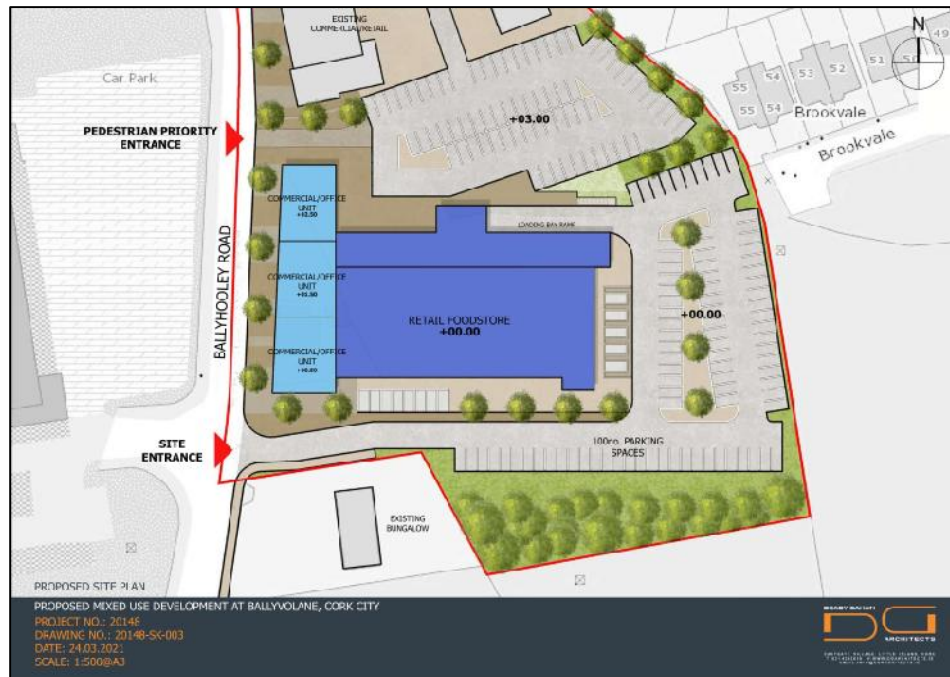 EXISTING
COMMERCIAL/RETAIL
N
Car Park
55
54
53
52
51
50
49
55
54
Brookvale
Brookvale
+03.00
PEDESTRIAN PRIORITY
ENTRANCE
COMMERCIAL/OFFICE
UNIT
LOADING BAY RAMP
BALLYHOOLEY ROAD
COMMERCIAL/OFFICE
UNIT
RETAIL FOODSTORE
+00.00
+00.00
COMMERCIAL/OFFICE
UNIT
SITE
ENTRANCE
100no. PARKING
SPACES
EXISTING
BUNGALOW
PROPOSED SITE PLAN
PROPOSED MIXED USE DEVELOPMENT AT BALLYVOLANE, CORK CITY
PROJECT NO.: 20148
DRAWING NO.: 20148-SK-003
DATE: 24.03.2021
SCALE: 1:500@A3
ARCHITECTS